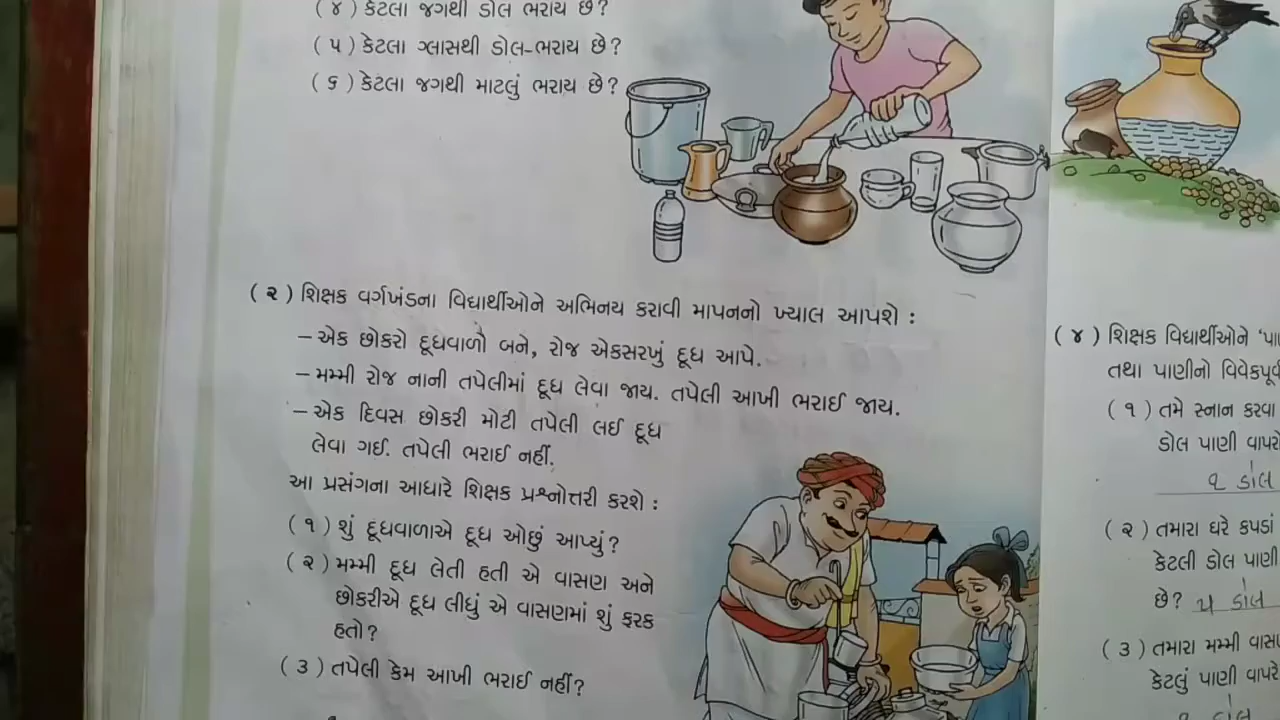 (૪) કેટલા જગથી ડોલ ભરાય છે?
(૫) કેટલા ગ્લાસથી ડોલ-ભરાય છે?
(૬) કેટલા જગથી માટલું ભરાય છે?
(૨) શિક્ષક વર્ગખંડના વિદ્યાર્થીઓને અભિનય કરાવી માપનનો ખ્યાલ આપશે :
– એક છોકરો દૂધવાળો બને, રોજ એકસરખું દૂધ આપે.
– મમ્મી રોજ નાની તપેલીમાં દૂધ લેવા જાય. તપેલી આખી ભરાઈ જાય.
– એક દિવસ છોકરી મોટી તપેલી લઈ દૂધ
લેવા ગઈ. તપેલી ભરાઈ નહીં.
આ પ્રસંગના આધારે શિક્ષક પ્રશ્નોત્તરી કરશે :
(૧) શું દૂધવાળાએ દૂધ ઓછું આપ્યું?
(૨) મમ્મી દૂધ લેતી હતી એ વાસણ અને
છોકરીએ દૂધ લીધું એ વાસણમાં શું ફરક
હતો?
(૩) તપેલી કેમ આખી ભરાઈ નહીં?
(૪) શિક્ષક વિદ્યાર્થીઓને
તથા પાણીનો
(૧) તમે સ્નાન કરવા
ડોલ પાણી
૨ ડોલ
(૨) તમારા ઘરે કપડાં
કેટલી ડોલ પાણી
છે? ૫ ડોલ
(૩) તમારા મમ્મી
કેટલું પાણી
ડોલ